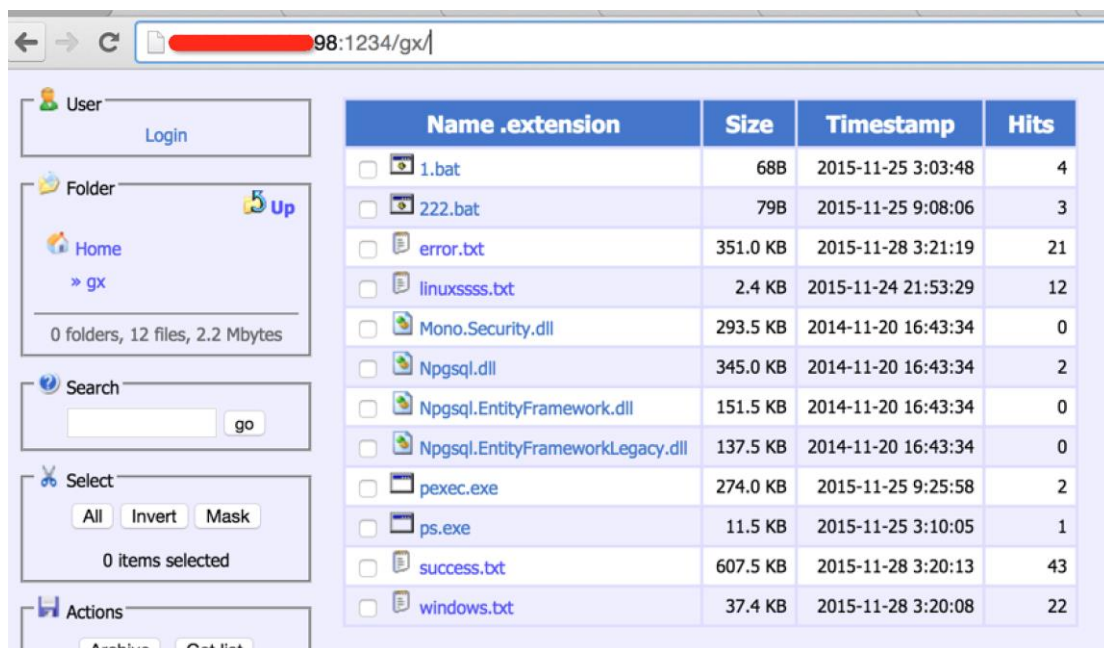 98:1234/gx/
User
Login
Folder
Up
Home
» gx
0 folders, 12 files, 2.2 Mbytes
Search
go
Select
All Invert Mask
0 items selected
Actions
Archive Get list
Name .extension Size Timestamp Hits
1.bat 68B 2015-11-25 3:03:48 4
222.bat 79B 2015-11-25 9:08:06 3
error.txt 351.0 KB 2015-11-28 3:21:19 21
linuxssss.txt 2.4 KB 2015-11-24 21:53:29 12
Mono.Security.dll 293.5 KB 2014-11-20 16:43:34 0
Npgsql.dll 345.0 KB 2014-11-20 16:43:34 2
Npgsql.EntityFramework.dll 151.5 KB 2014-11-20 16:43:34 0
Npgsql.EntityFrameworkLegacy.dll 137.5 KB 2014-11-20 16:43:34 0
pexec.exe 274.0 KB 2015-11-25 9:25:58 2
ps.exe 11.5 KB 2015-11-25 3:10:05 1
success.txt 607.5 KB 2015-11-28 3:20:13 43
windows.txt 37.4 KB 2015-11-28 3:20:08 22